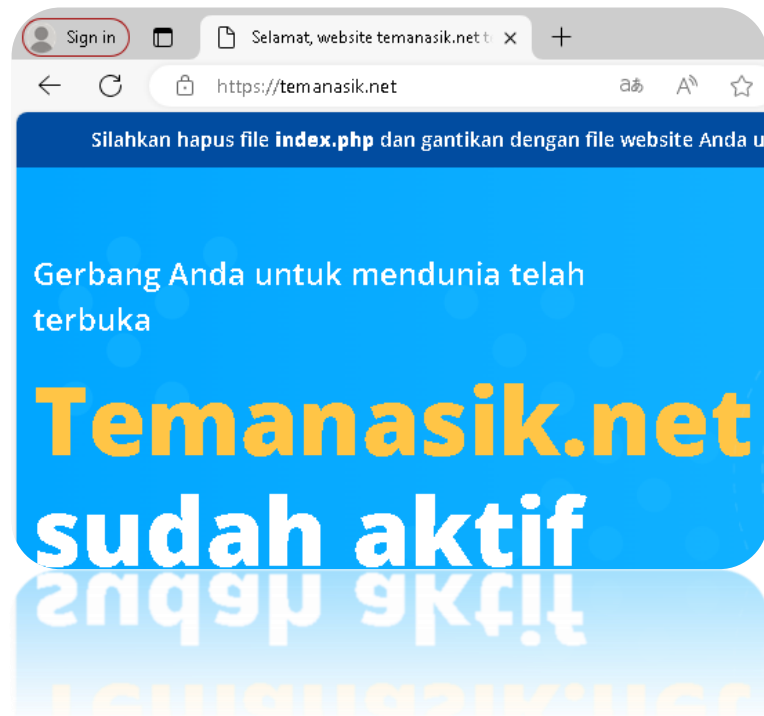 Sign in
Selamat, website temanasik.net t
https://temanasik.net
Silahkan hapus file index.php dan gantikan dengan file website Anda u
Gerbang Anda untuk mendunia telah
terbuka
Temanasik.net
sudah aktif